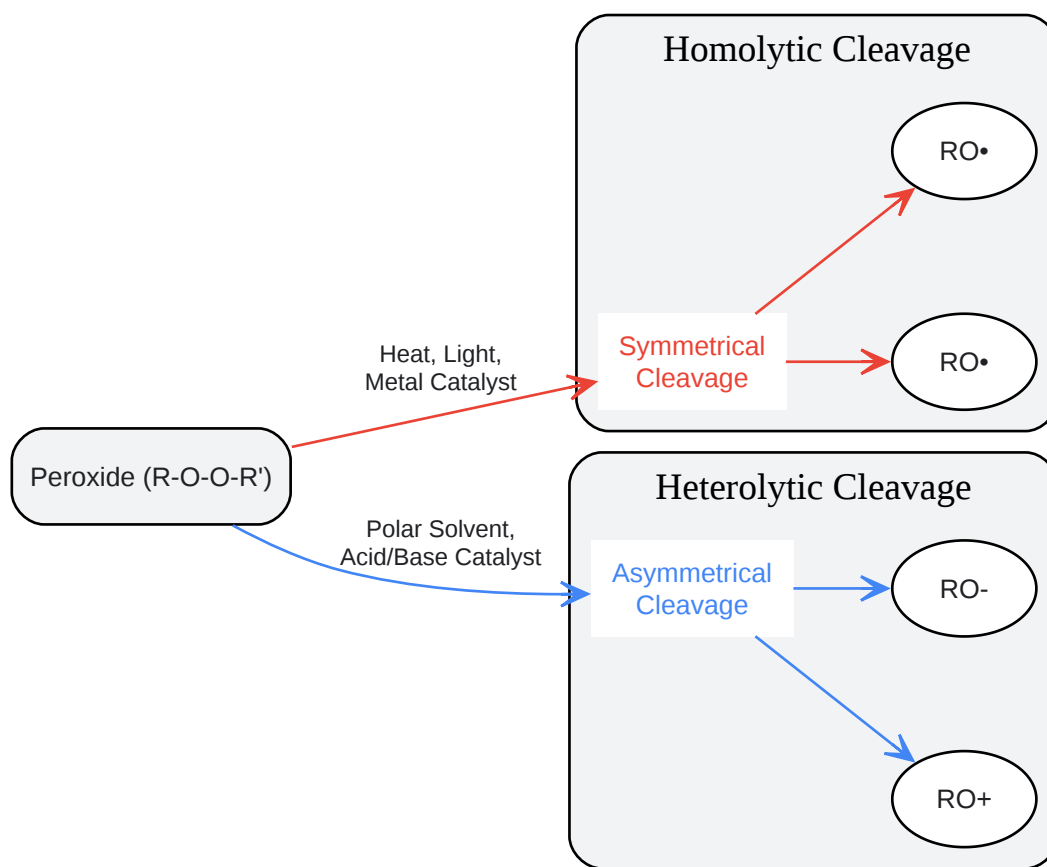 Homolytic Cleavage
RO•
Symmetrical
Cleavage
RO•
Heat, Light,
Metal Catalyst
Peroxide (R-O-O-R')
Polar Solvent,
Acid/Base Catalyst
Heterolytic Cleavage
Asymmetrical
Cleavage
RO-
RO+